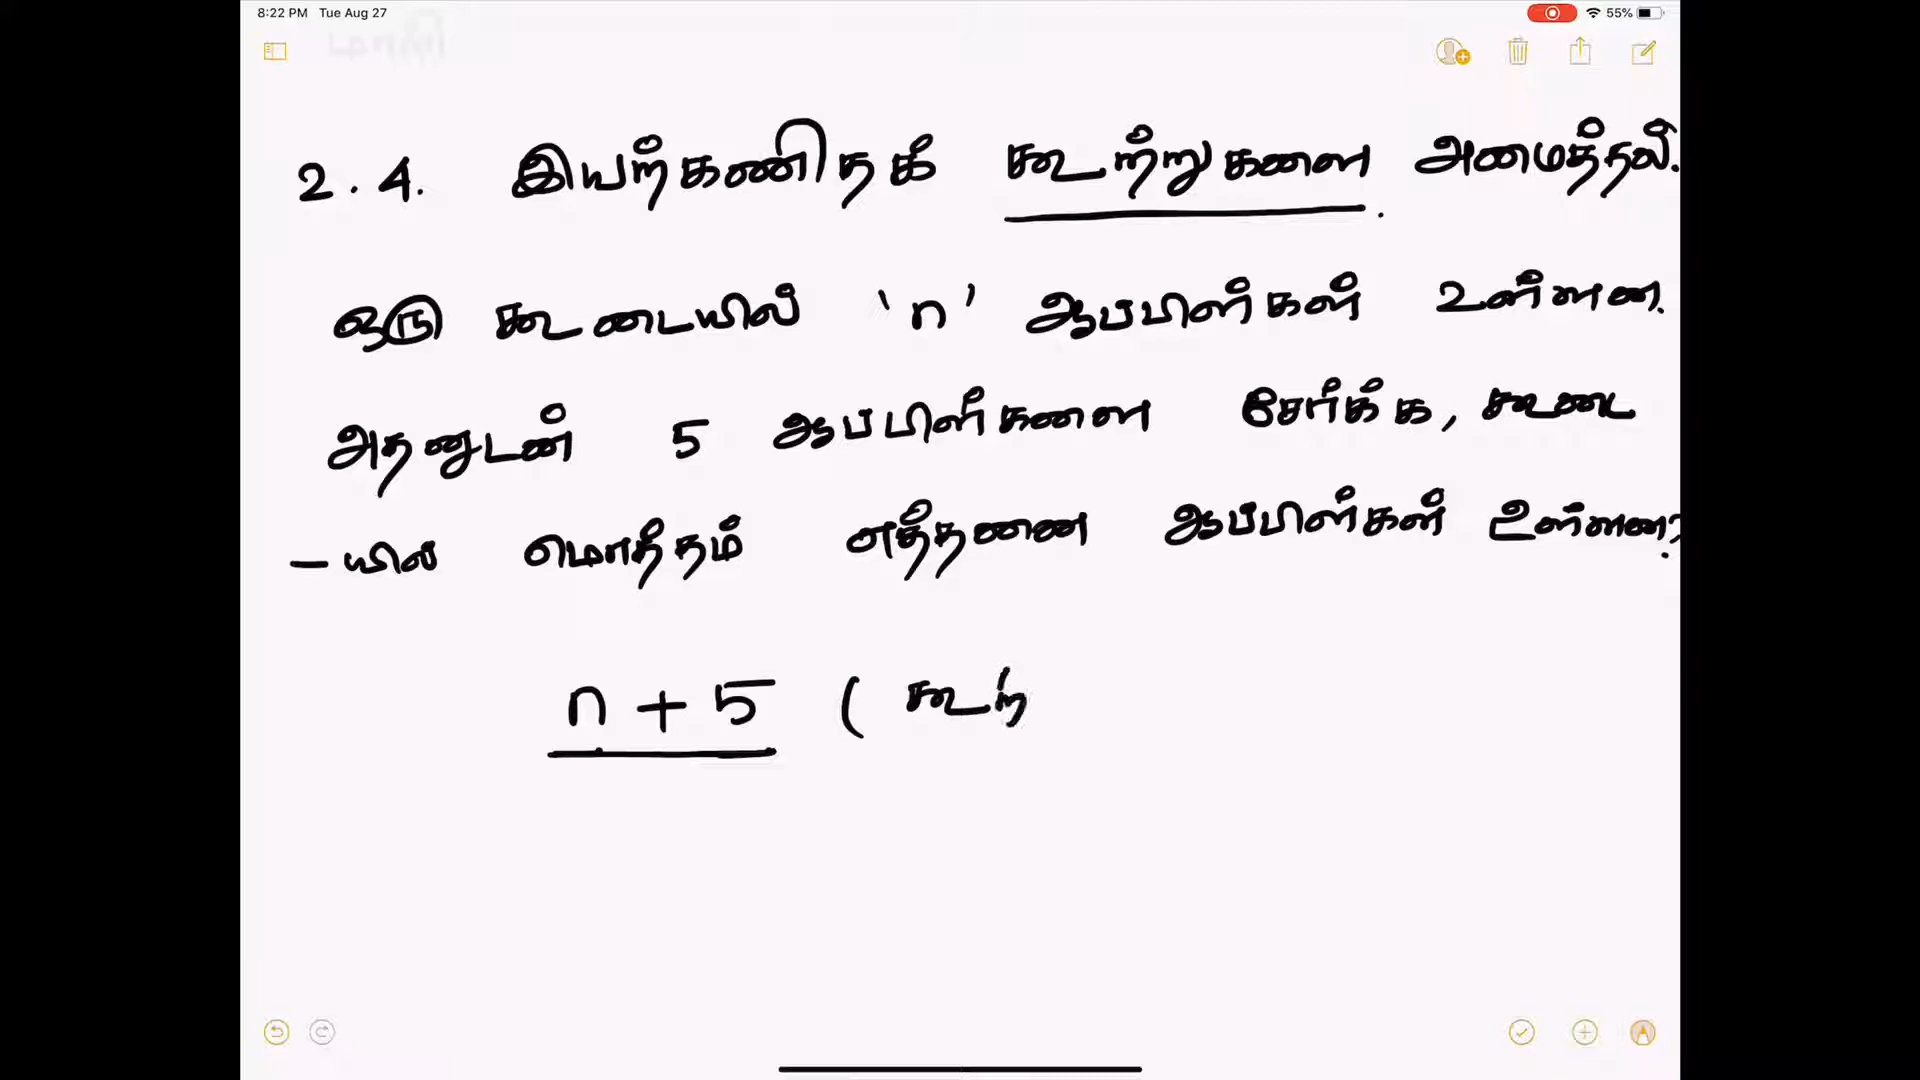 8:22 PM Tue Aug 27
55%
2.4. இயற்கணிதக் கூற்றுகளை அமைத்தல்.
ஒரு கூடையில் 'n' ஆப்பிள்கள் உள்ளன.
அதனுடன் 5 ஆப்பிள்களை சேர்க்க, கூடை
-யில் மொத்தம் எத்தனை ஆப்பிள்கள் உள்ளன?
n + 5 ( கூற்